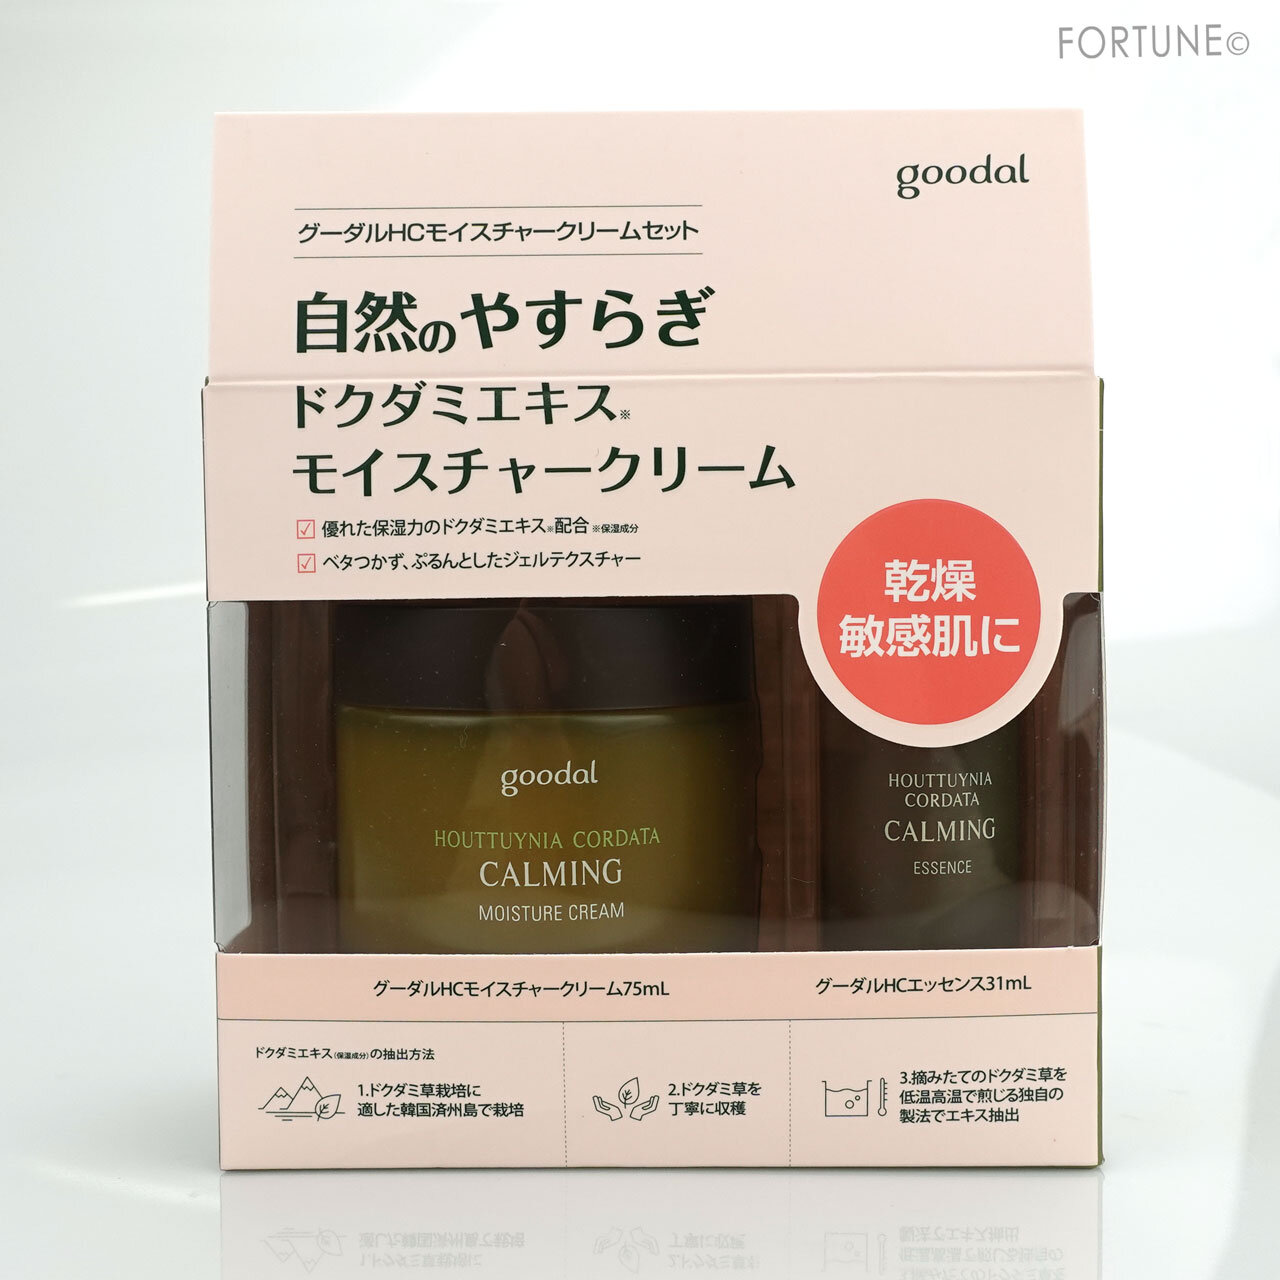 FORTUNE©
goodal
グーダルHCモイスチャークリームセット
自然のやすらぎ
ドクダミエキス※
モイスチャークリーム
優れた保湿力のドクダミエキス※配合 ※保湿成分
ベタつかず、ぷるんとしたジェルテクスチャー
乾燥
敏感肌に
goodal
HOUTTUYNIA CORDATA
CALMING
MOISTURE CREAM
HOUTTUYNIA
CORDATA
CALMING
ESSENCE
グーダルHCモイスチャークリーム75mL
グーダルHCエッセンス31mL
ドクダミエキス(保湿成分)の抽出方法
1.ドクダミ草栽培に
適した韓国済州島で栽培
2.ドクダミ草を
丁寧に収穫
3.摘みたてのドクダミ草を
低温高温で煎じる独自の
製法でエキス抽出